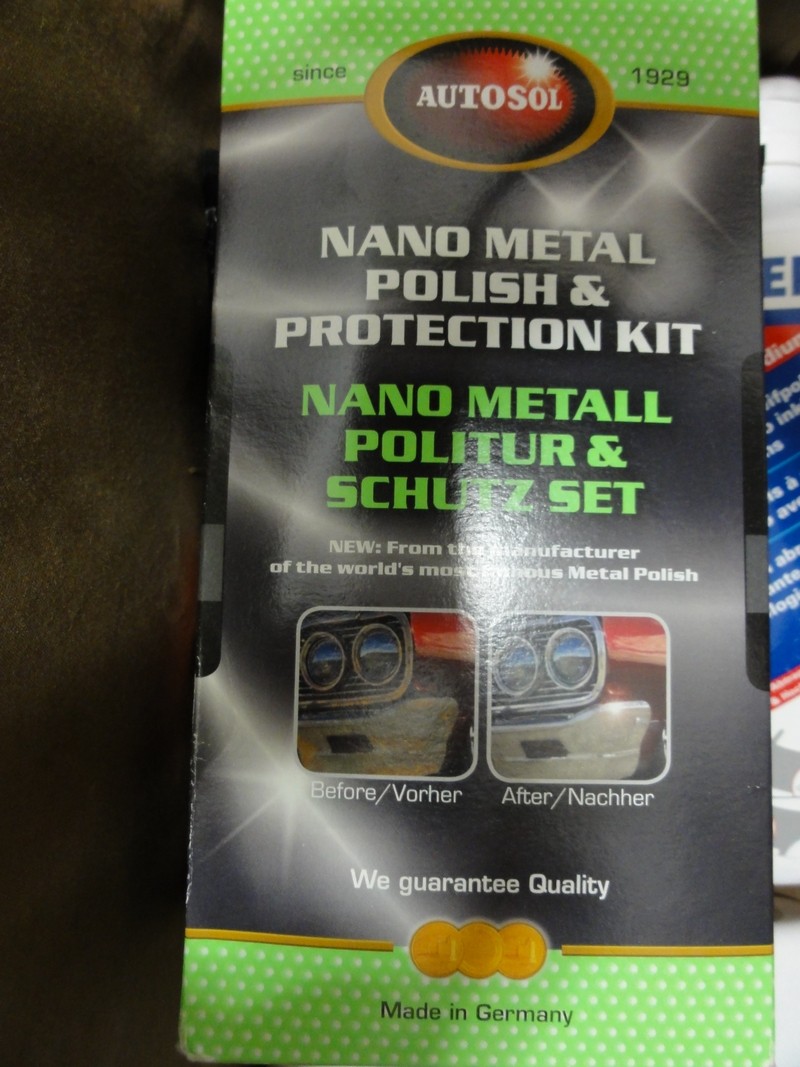 since
AUTOSOL
1929
NANO METAL
POLISH &
PROTECTION KIT
NANO METALL
POLITUR &
SCHUTZ SET
NEW: From the manufacturer
of the world's most famous Metal Polish
Before/Vorher
After/Nachher
We guarantee Quality
Made in Germany